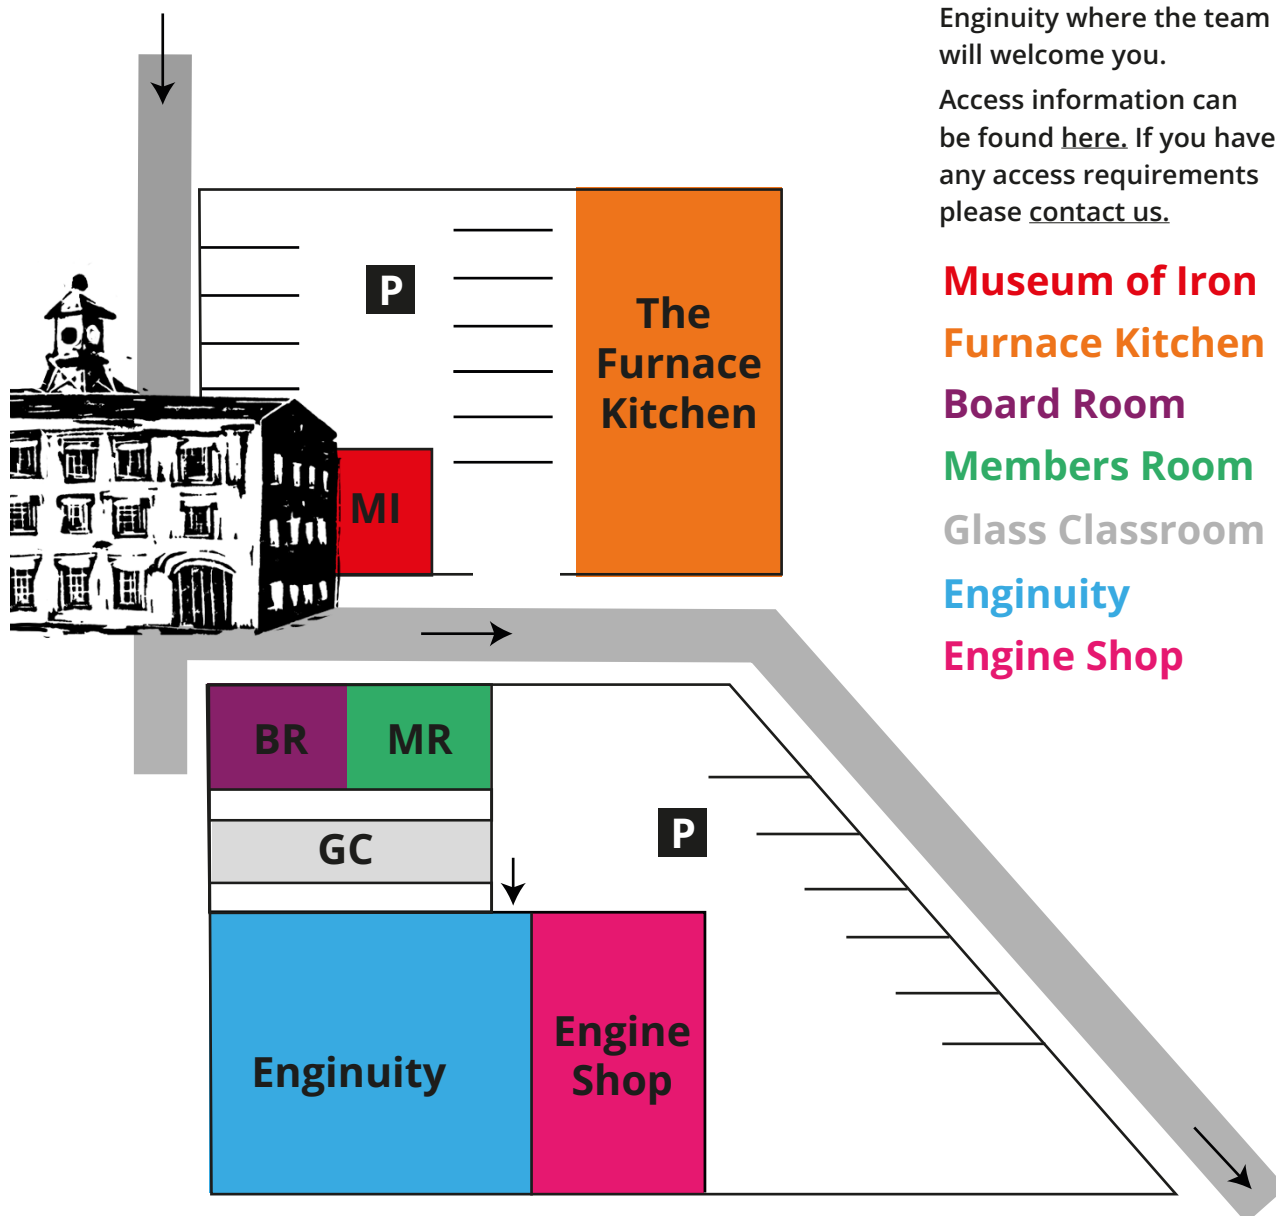 Enginuity where the team
will welcome you.
Access information can
be found here. If you have
any access requirements
please contact us.
Museum of Iron
Furnace Kitchen
Board Room
Members Room
Glass Classroom
Enginuity
Engine Shop
P
The
Furnace
Kitchen
MI
BR
MR
GC
P
Enginuity
Engine
Shop